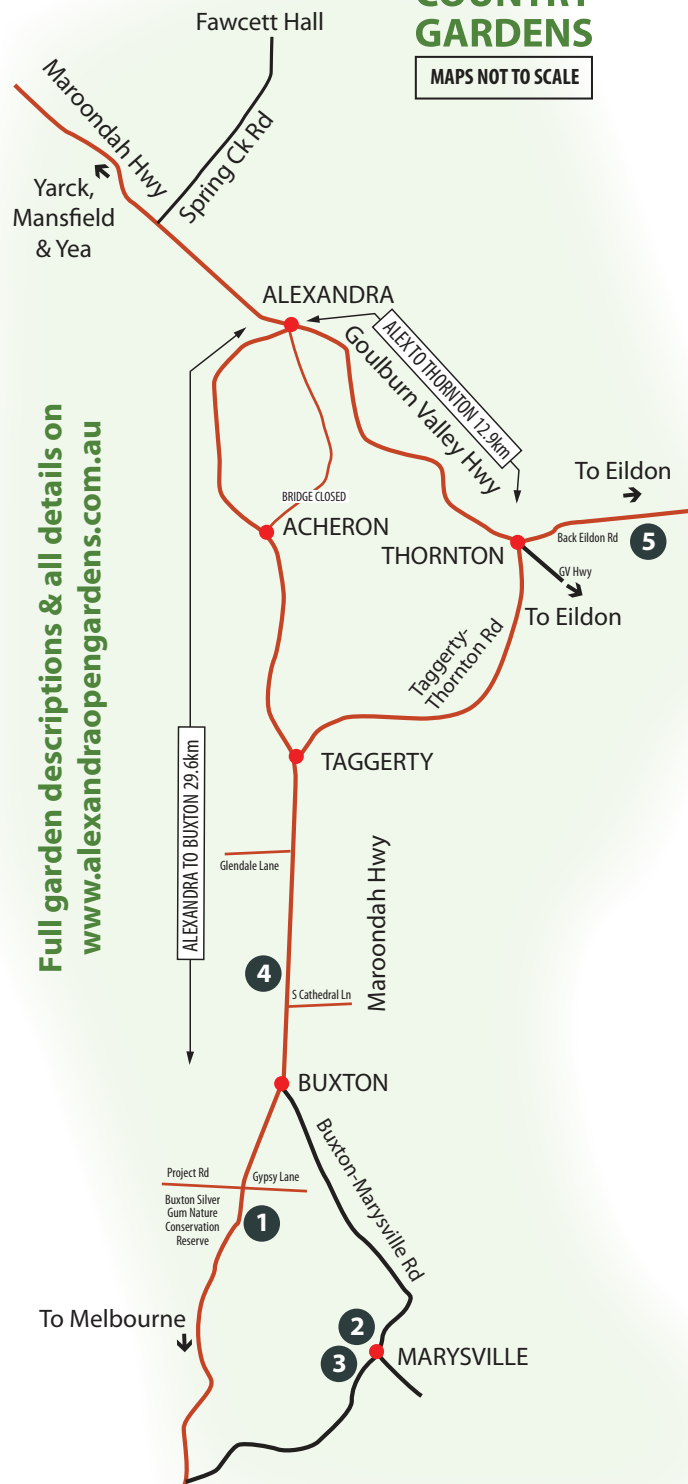 COUNTRY
GARDENS
MAPS NOT TO SCALE
Fawcett Hall
Maroondah Hwy
Spring Ck Rd
Yarck,
Mansfield
& Yea
ALEXANDRA
ALEX TO THORNTON 12.9km
Goulburn Valley Hwy
To Eildon
BRIDGE CLOSED
ACHERON
THORNTON
Back Eildon Rd
5
GV Hwy
To Eildon
Taggerty-
Thornton Rd
Full garden descriptions & all details on
www.alexandraopengardens.com.au
TAGGERTY
ALEXANDRA TO BUXTON 29.6km
Glendale Lane
Maroondah Hwy
4
S Cathedral Ln
BUXTON
Buxton-Marysville Rd
Project Rd
Gypsy Lane
Buxton Silver
Gum Nature
Conservation
Reserve
1
To Melbourne
2
3
MARYSVILLE